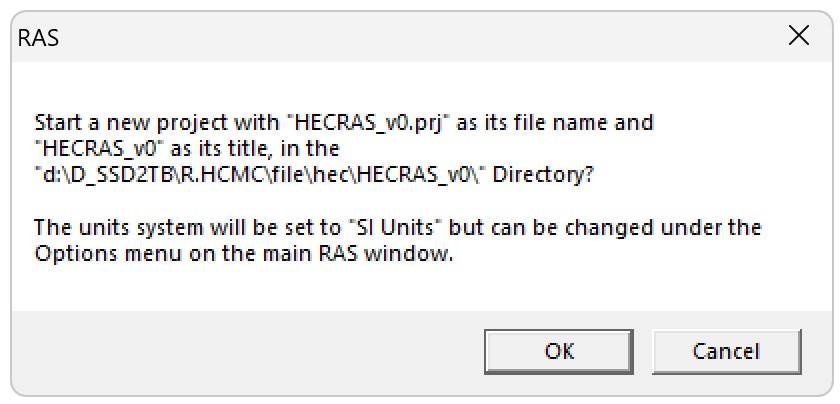 RAS
Start a new project with "HECRAS_v0.prj" as its file name and
"HECRAS_v0" as its title, in the
"d:\D_SSD2TB\R.HCMC\file\hec\HECRAS_v0\" Directory?
The units system will be set to "SI Units" but can be changed under the
Options menu on the main RAS window.
OK
Cancel